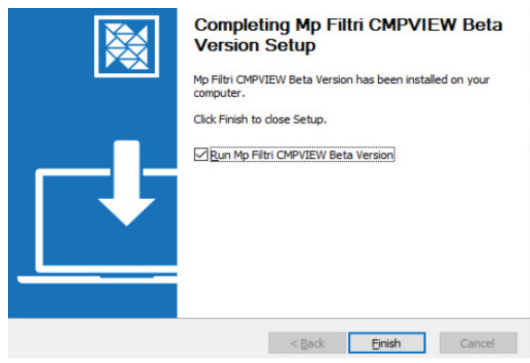 Completing Mp Filtri CMPVIEW Beta
Version Setup
Mp Filtri CMPVIEW Beta Version has been installed on your
computer.
Click Finish to close Setup.
Run Mp Filtri CMPVIEW Beta Version
< Back
Finish
Cancel